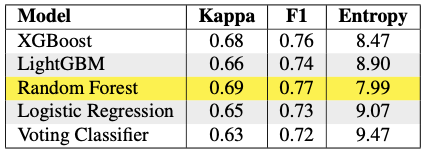 Model Kappa F1 Entropy
XGBoost 0.68 0.76 8.47
LightGBM 0.66 0.74 8.90
Random Forest 0.69 0.77 7.99
Logistic Regression 0.65 0.73 9.07
Voting Classifier 0.63 0.72 9.47